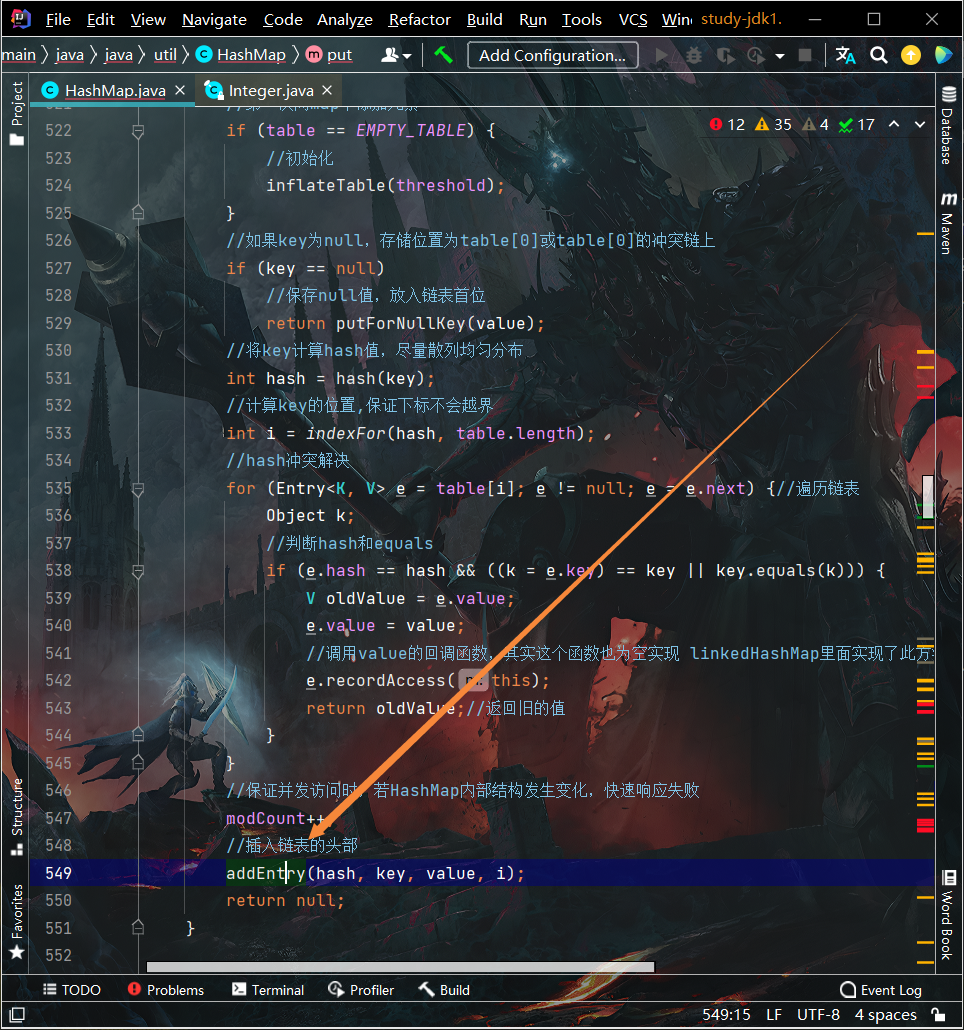 File Edit View Navigate Code Analyze Refactor Build Run Tools VCS Win study-jdk1.
main java java util HashMap put Add Configuration...
HashMap.java Integer.java
Project
12 35 4 17
522 if (table == EMPTY_TABLE) {
523 //初始化
524 inflateTable(threshold);
525 }
526 //如果key为null，存储位置为table[0]或table[0]的冲突链上
527 if (key == null)
528 //保存null值，放入链表首位
529 return putForNullKey(value);
530 //将key计算hash值，尽量散列均匀分布
531 int hash = hash(key);
532 //计算key的位置,保证下标不会越界
533 int i = indexFor(hash, table.length);
534 //hash冲突解决
535 for (Entry<K, V> e = table[i]; e != null; e = e.next) {//遍历链表
536 Object k;
537 //判断hash和equals
538 if (e.hash == hash && ((k = e.key) == key || key.equals(k))) {
539 V oldValue = e.value;
540 e.value = value;
541 //调用value的回调函数，其实这个函数也为空实现 linkedHashMap里面实现了此方
542 e.recordAccess( this);
543 return oldValue;//返回旧的值
544 }
545 }
546 //保证并发访问时，若HashMap内部结构发生变化，快速响应失败
547 modCount++
548 //插入链表的头部
549 addEntry(hash, key, value, i);
550 return null;
551 }
552
Structure
Favorites
Database
Maven
Word Book
TODO Problems Terminal Profiler Build Event Log
549:15 LF UTF-8 4 spaces